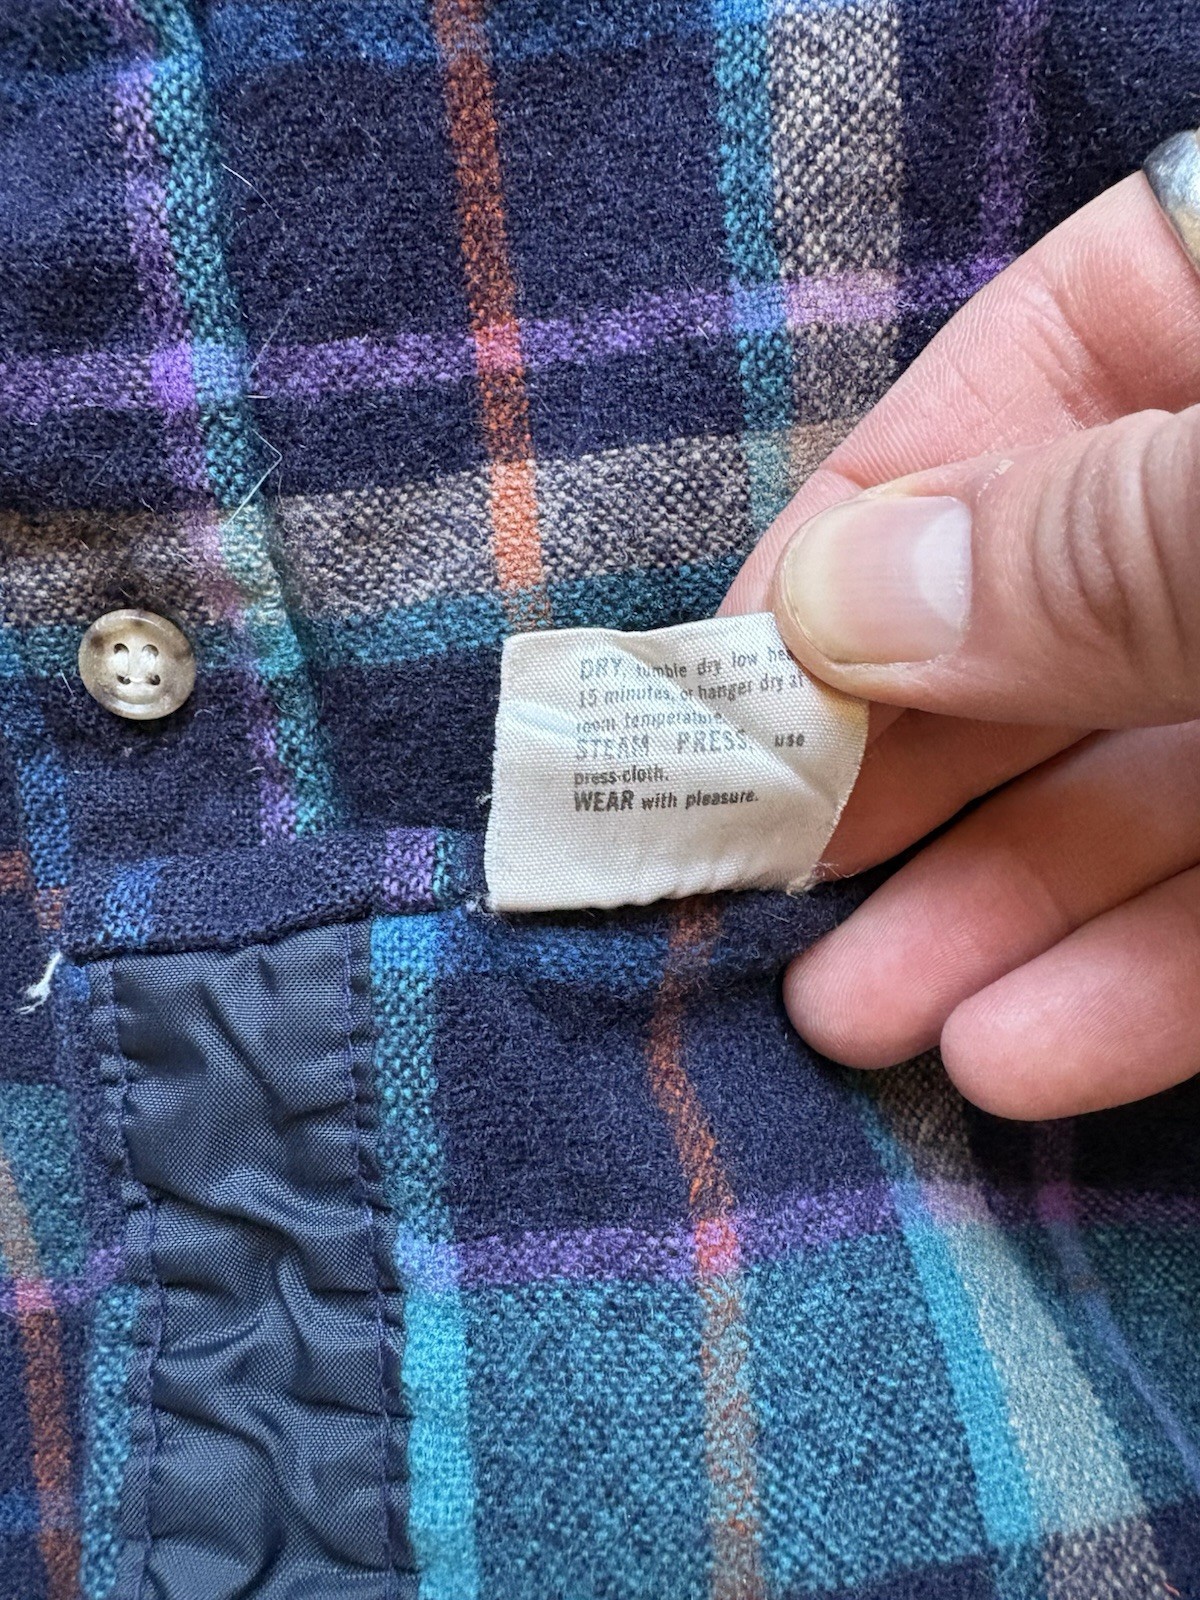 DRY, tumble dry low hea
15 minutes, or hanger dry at
room temperature.
STEAM PRESS, use
press cloth.
WEAR with pleasure.